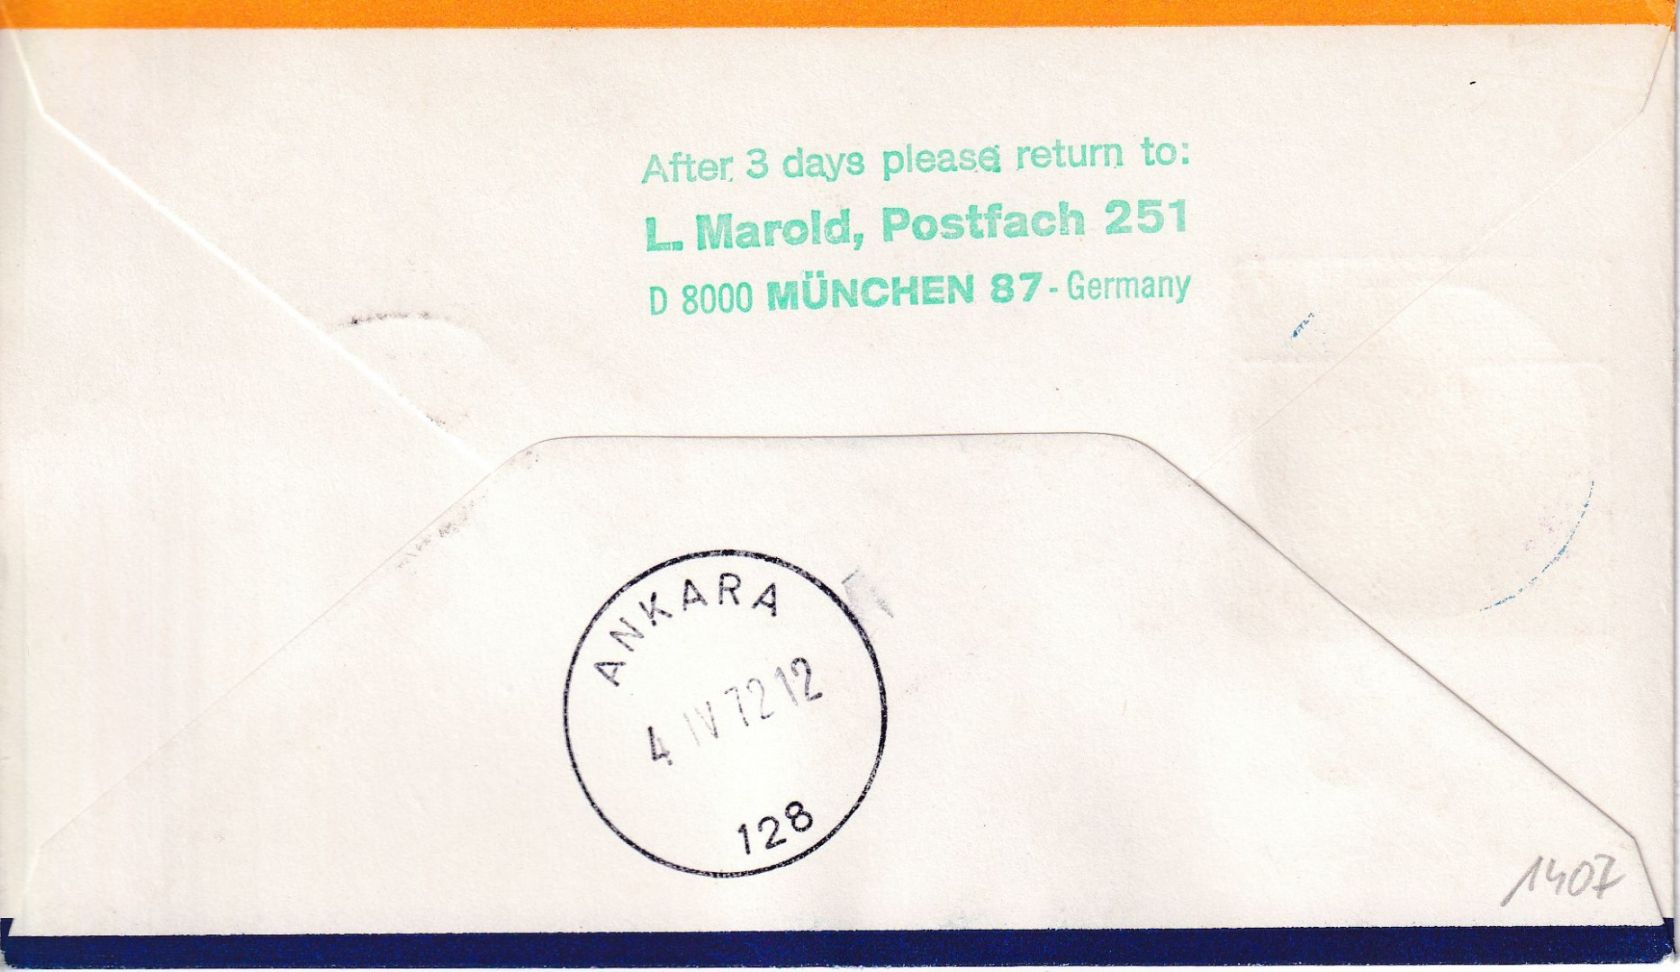 After 3 days please return to:
L. Marold, Postfach 251
D 8000 MÜNCHEN 87 - Germany
ANKARA
4 IV 72 12
128
1407